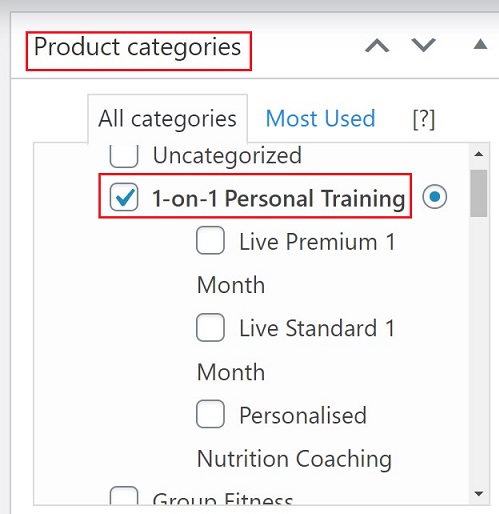 Product categories
All categories Most Used [?]
Uncategorized
1-on-1 Personal Training
Live Premium 1
Month
Live Standard 1
Month
Personalised
Nutrition Coaching
Group Fitness